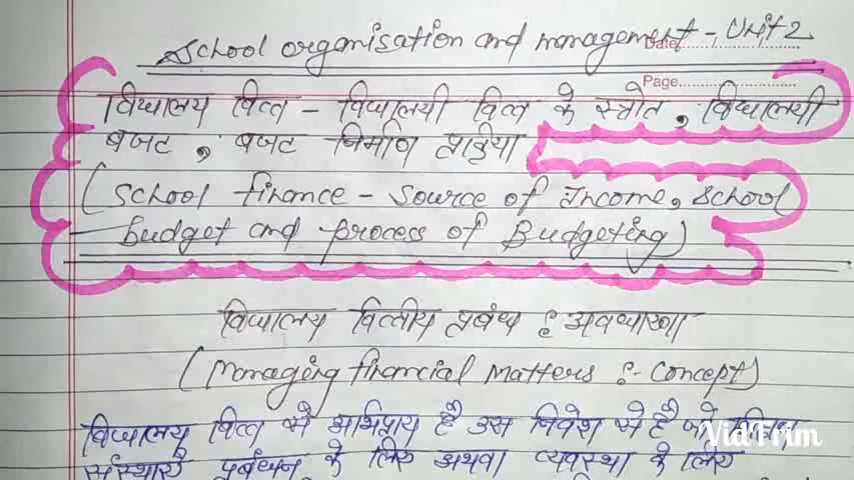 School organisation and management - Unit 2
Date
Page
विद्यालय वित्त - विद्यालयी वित्त के स्त्रोत, विद्यालयी
बजट, बजट निर्माण प्रक्रिया
(School finance - Source of Income, School
budget and process of Budgeting)
विद्यालय वित्तीय प्रबंध : अवधारणा
(Managing financial Matters :- Concept)
विद्यालय वित्त से अभिप्राय है उस निवेश से है जो
संस्थाएं प्रबंधन के लिए अथवा व्यवस्था के लिए
VidTrim